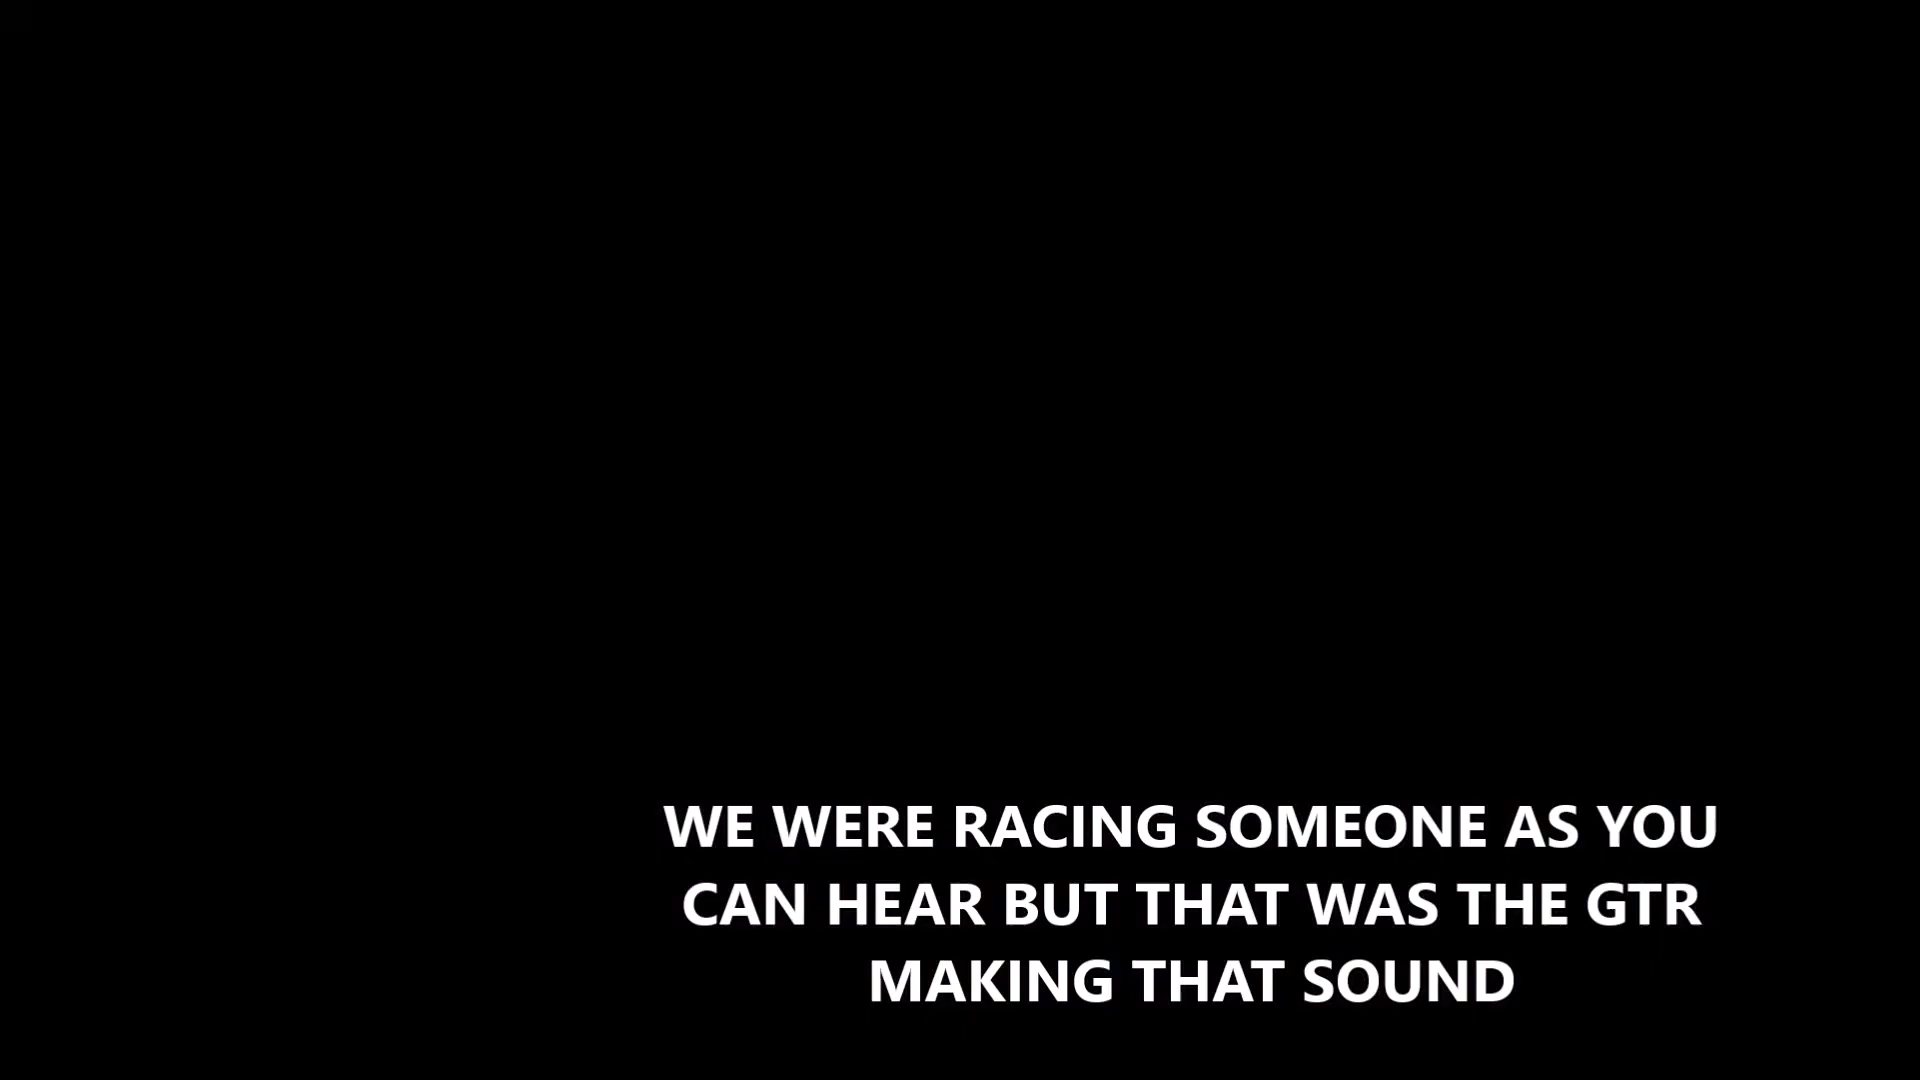 WE WERE RACING SOMEONE AS YOU
CAN HEAR BUT THAT WAS THE GTR
MAKING THAT SOUND